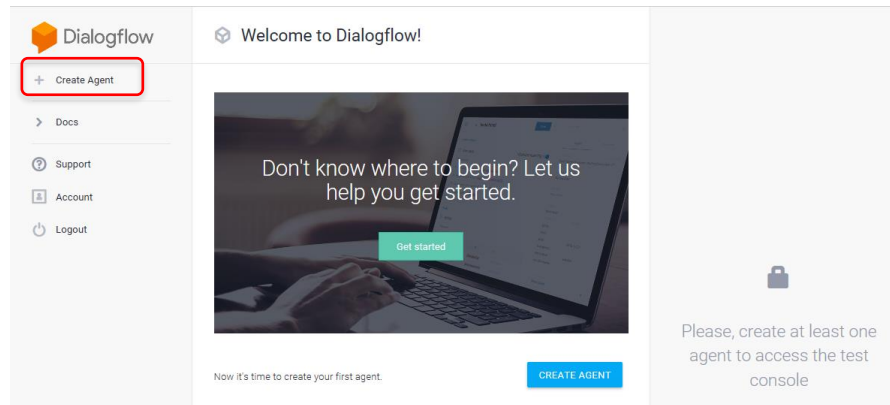 Dialogflow
Create Agent
Docs
Support
Account
Logout
Welcome to Dialogflow!
Don't know where to begin? Let us
help you get started.
Get started
Now it's time to create your first agent.
CREATE AGENT
Please, create at least one
agent to access the test
console